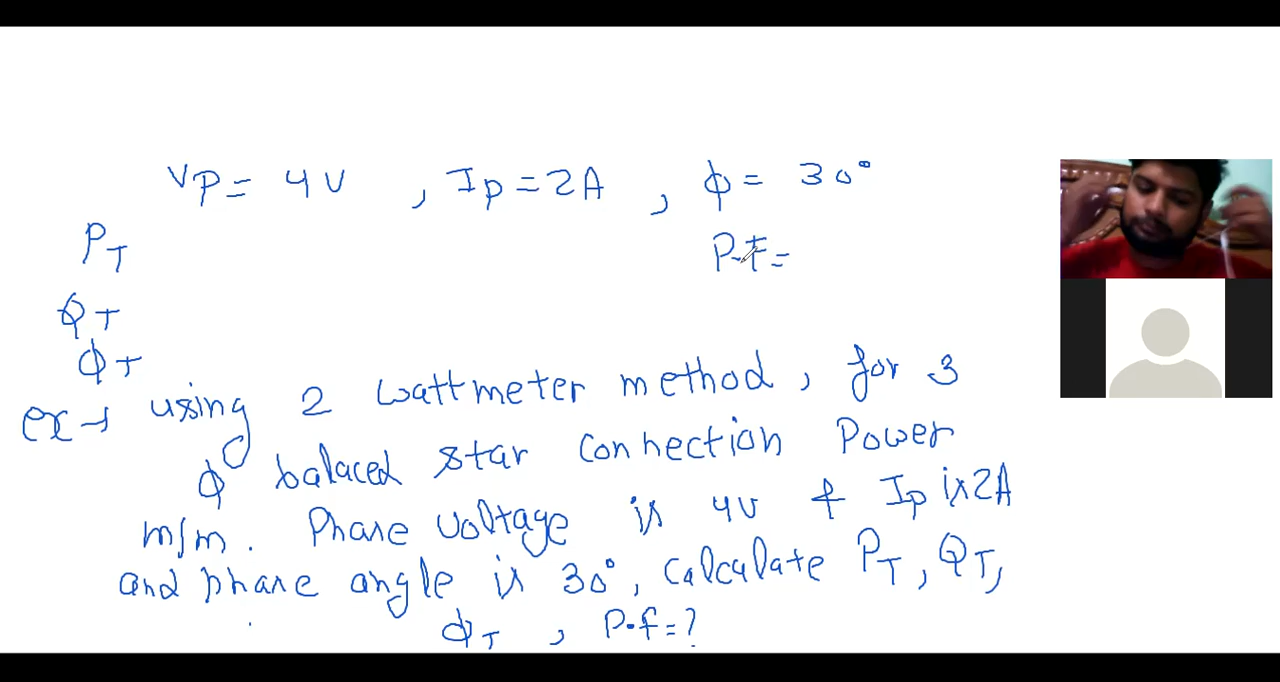 VP = 4V , Ip = 2A , ϕ = 30°
PT
P.F =
QT
ϕT
ex→ using 2 wattmeter method, for 3
ϕ balaced star connection Power
m/m. Phase voltage is 4V & Ip is 2A
and phase angle is 30°, calculate PT, QT,
ϕT , P.f = ?